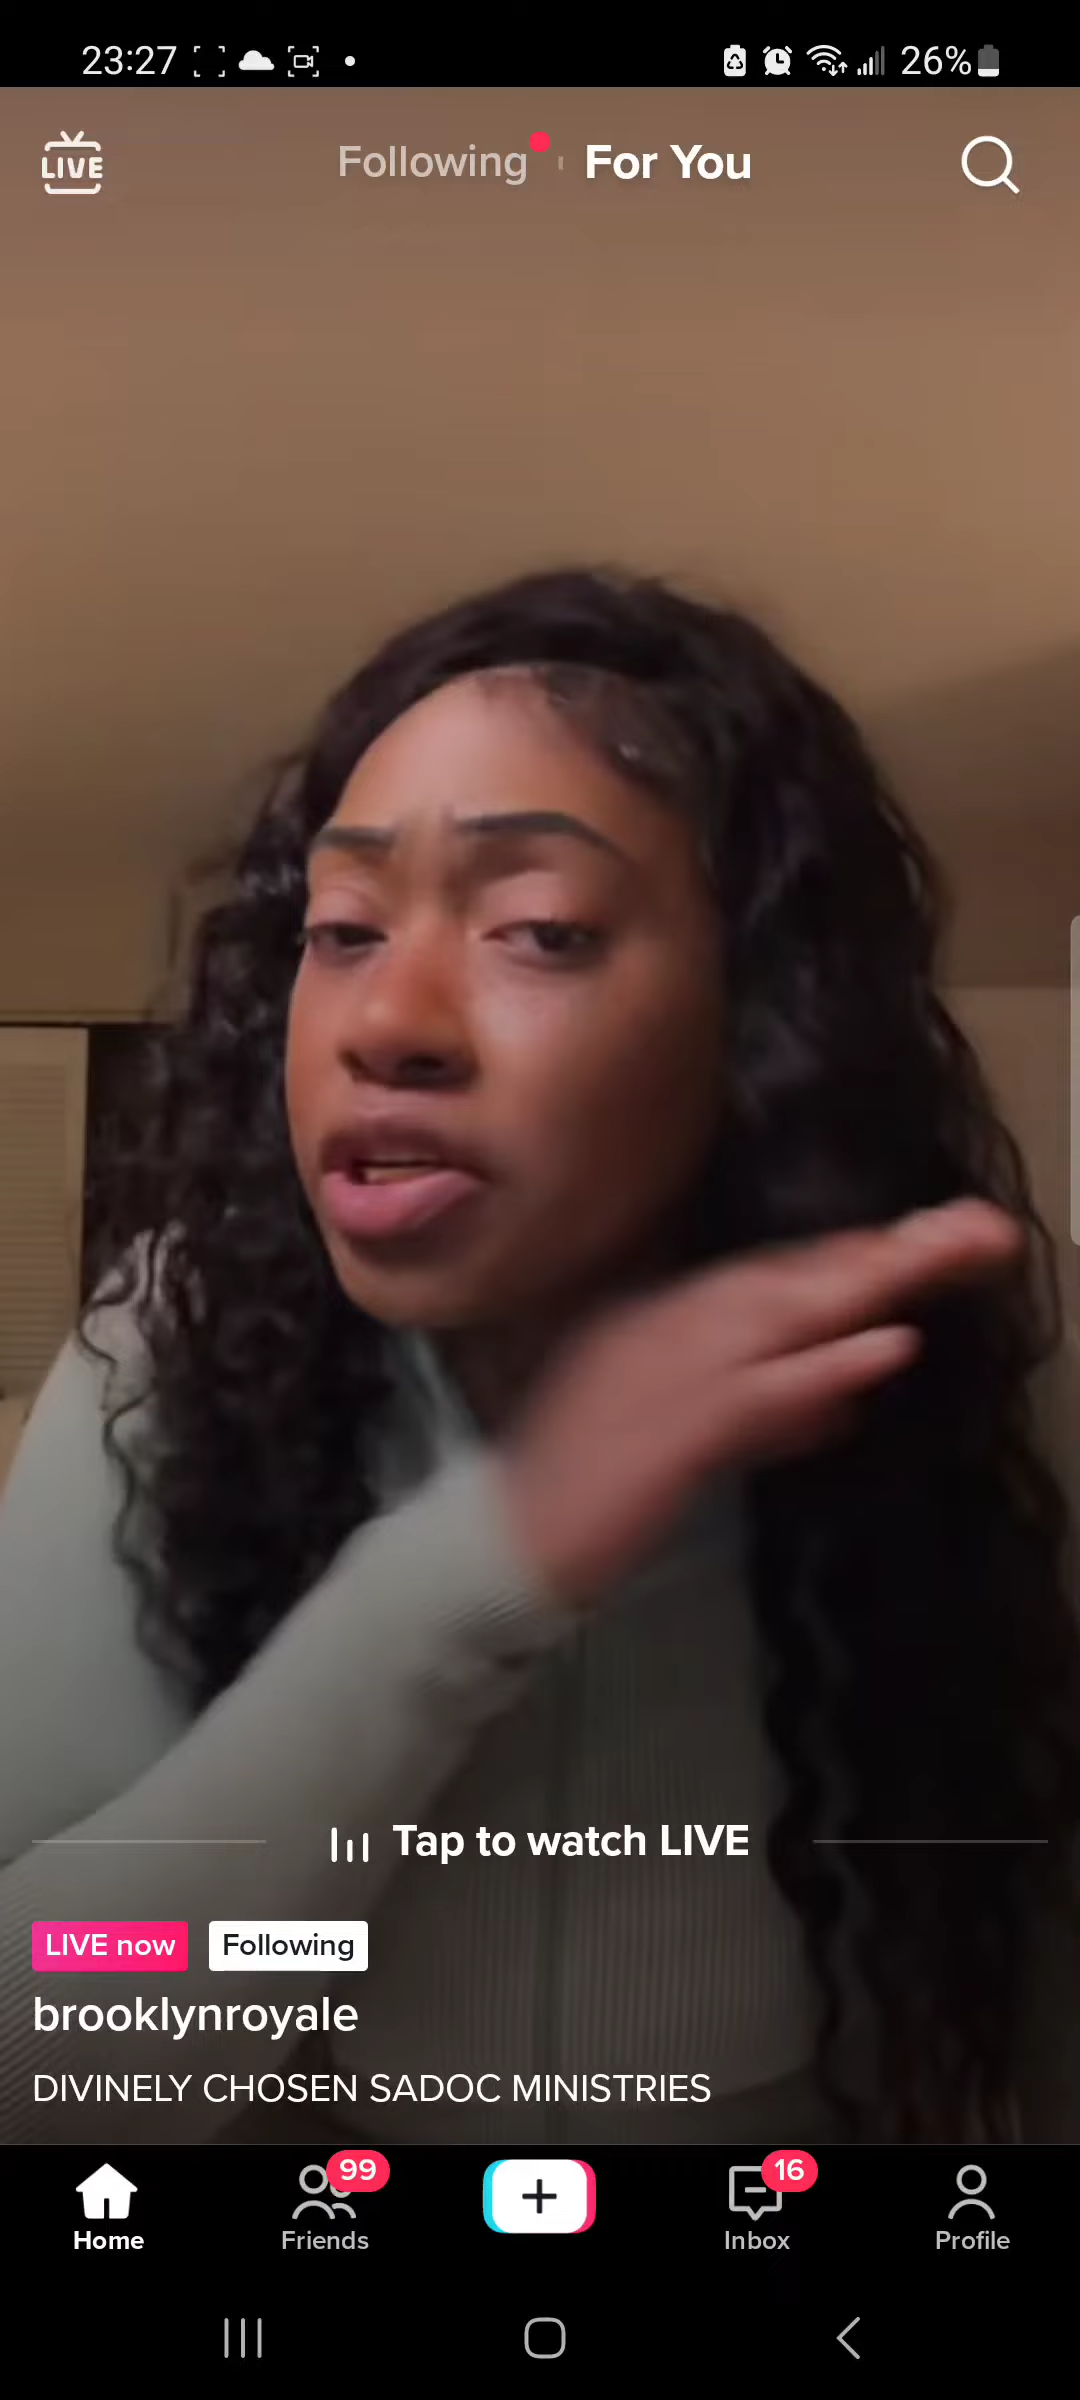 23:27 26%
LIVE Following For You
Tap to watch LIVE
LIVE now Following
brooklynroyale
DIVINELY CHOSEN SADOC MINISTRIES
99 16
Home Friends Inbox Profile